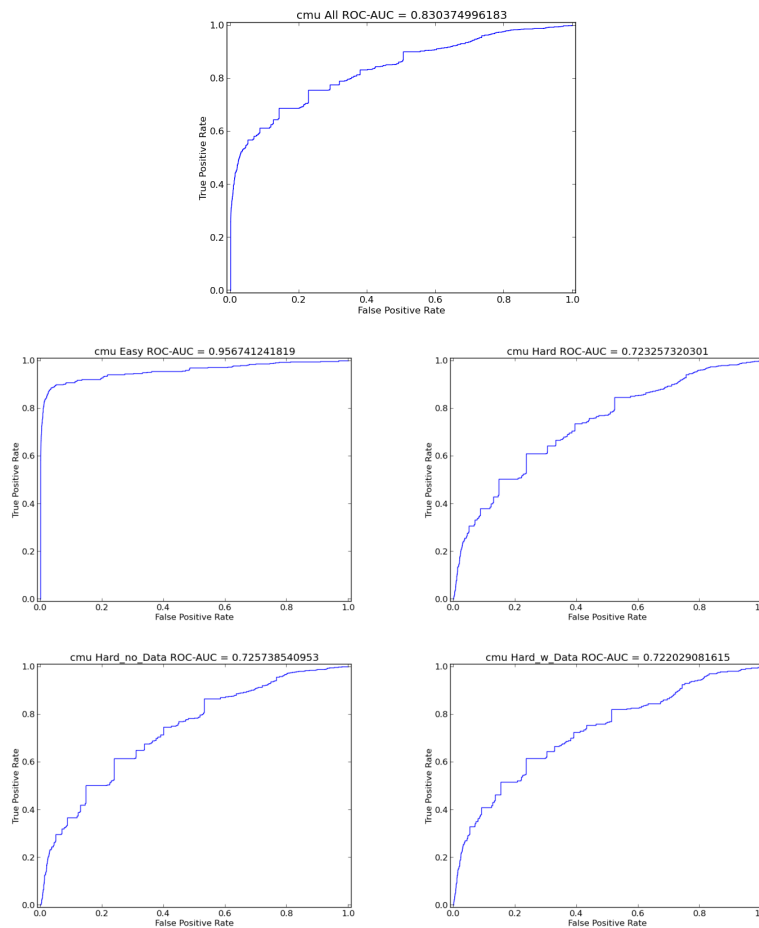 cmu All ROC-AUC = 0.830374996183
1.0
0.8
0.6
0.4
0.2
0.0
True Positive Rate
0.0 0.2 0.4 0.6 0.8 1.0
False Positive Rate
cmu Easy ROC-AUC = 0.956741241819
1.0
0.8
0.6
0.4
0.2
0.0
True Positive Rate
0.0 0.2 0.4 0.6 0.8 1.0
False Positive Rate
cmu Hard ROC-AUC = 0.723257320301
1.0
0.8
0.6
0.4
0.2
0.0
True Positive Rate
0.0 0.2 0.4 0.6 0.8 1.0
False Positive Rate
cmu Hard_no_Data ROC-AUC = 0.725738540953
1.0
0.8
0.6
0.4
0.2
0.0
True Positive Rate
0.0 0.2 0.4 0.6 0.8 1.0
False Positive Rate
cmu Hard_w_Data ROC-AUC = 0.722029081615
1.0
0.8
0.6
0.4
0.2
0.0
True Positive Rate
0.0 0.2 0.4 0.6 0.8 1.0
False Positive Rate